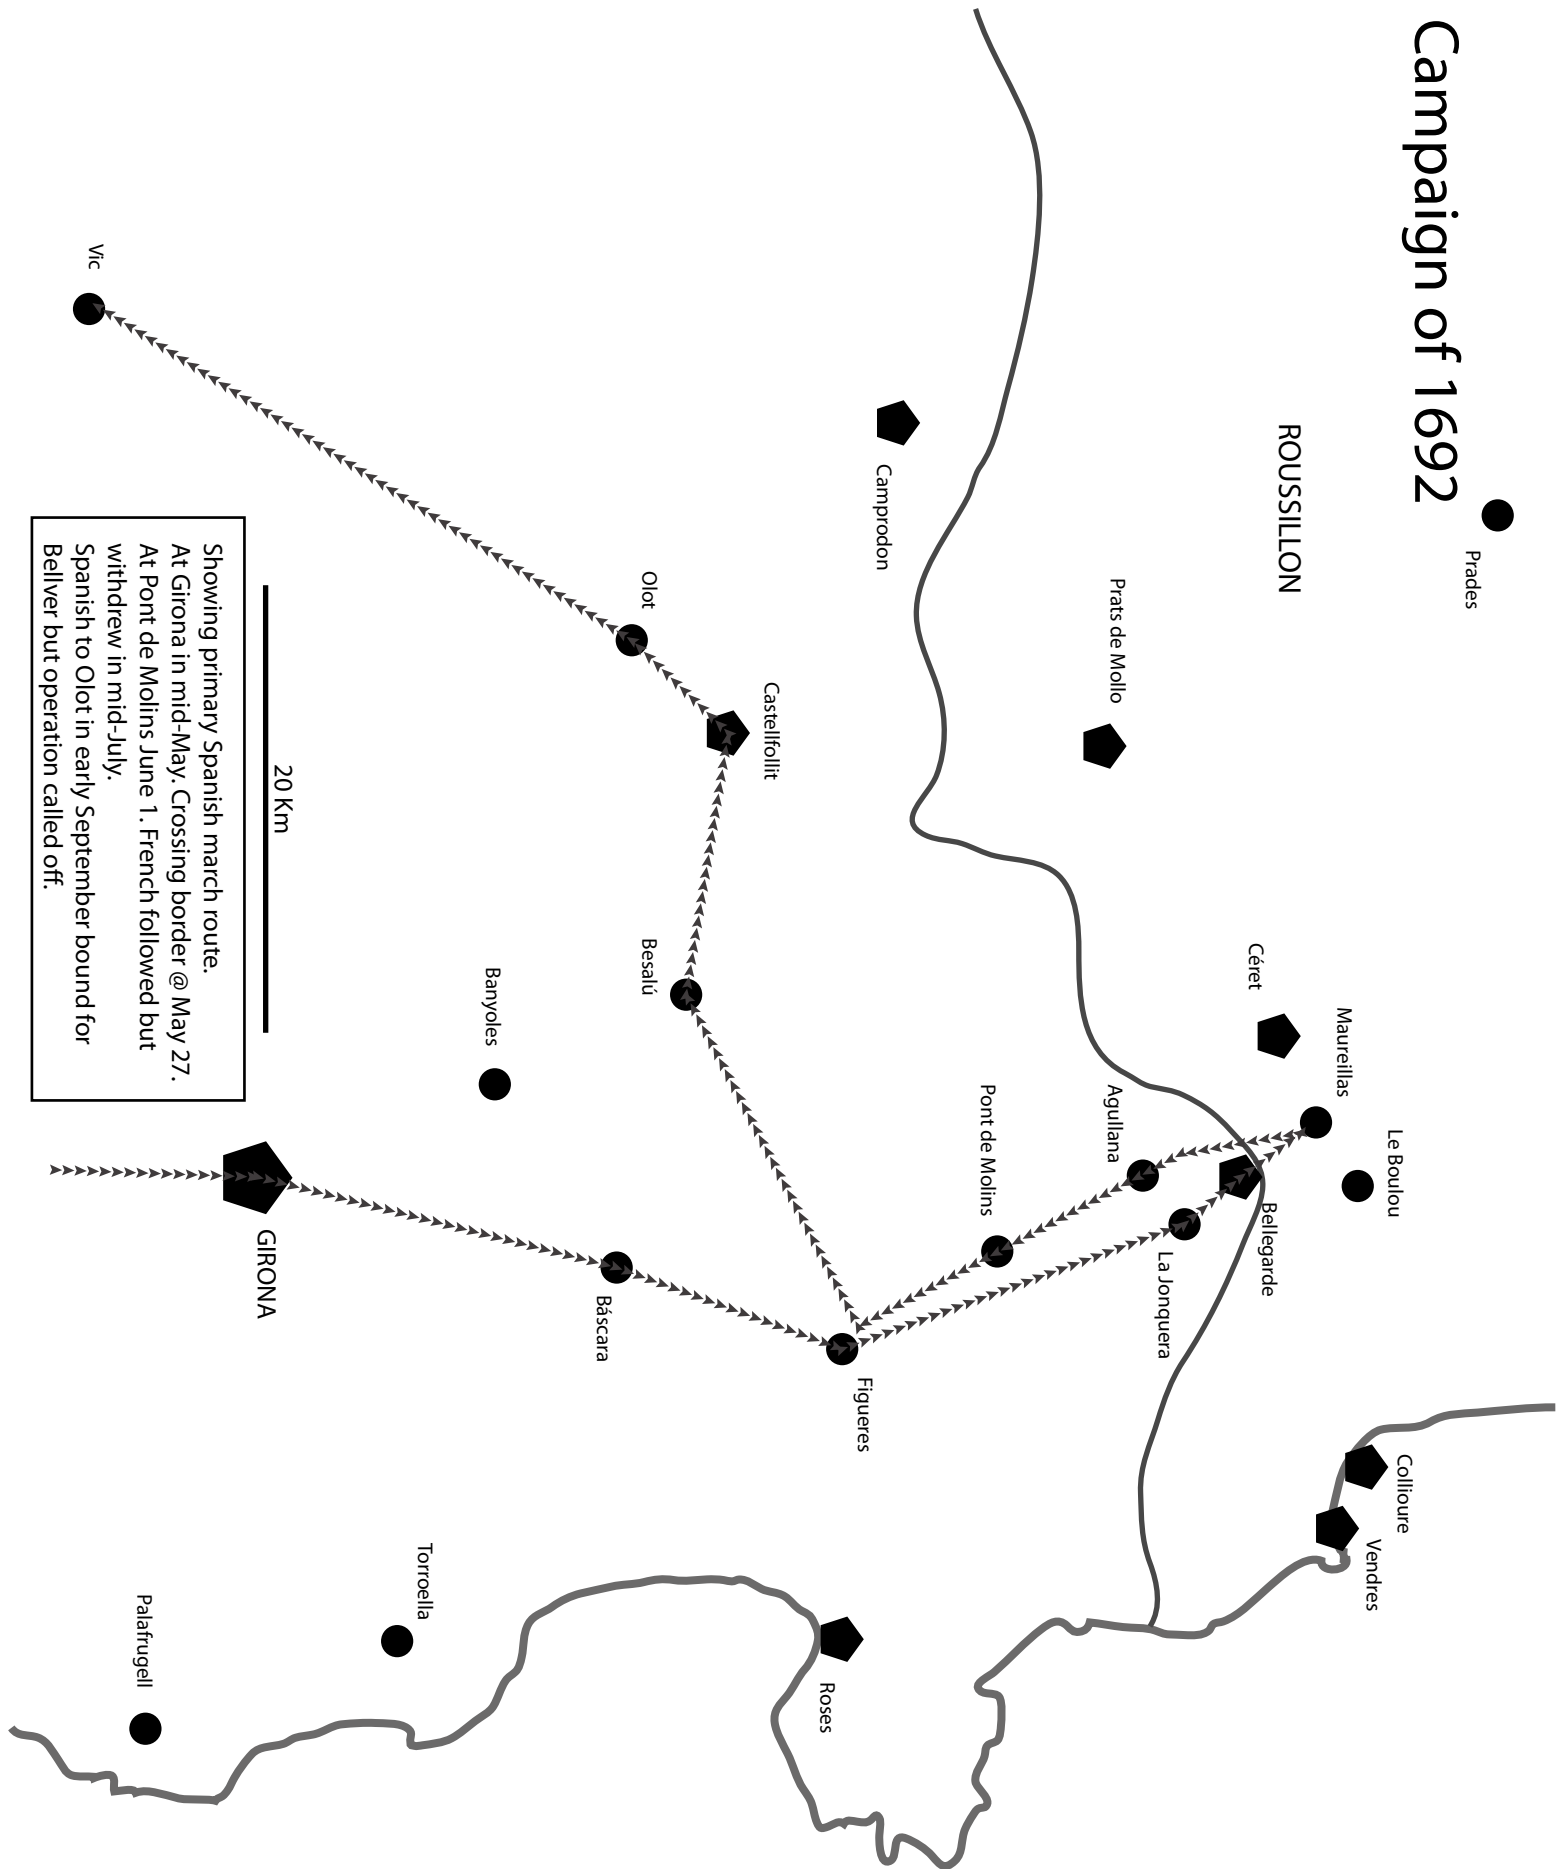 Campaign of 1692
Prades
ROUSSILLON
Prats de Mollo
Camprodon
Céret
Maureillas
Le Boulou
Bellegarde
Agullana
La Jonquera
Pont de Molins
Collioure
Vendres
Figueres
Roses
Castellfollit
Olot
Besalú
Báscara
Banyoles
Torroella
GIRONA
Palafrugell
Vic
20 Km
Showing primary Spanish march route.
At Girona in mid-May. Crossing border @ May 27.
At Pont de Molins June 1. French followed but
withdrew in mid-July.
Spanish to Olot in early September bound for
Bellver but operation called off.